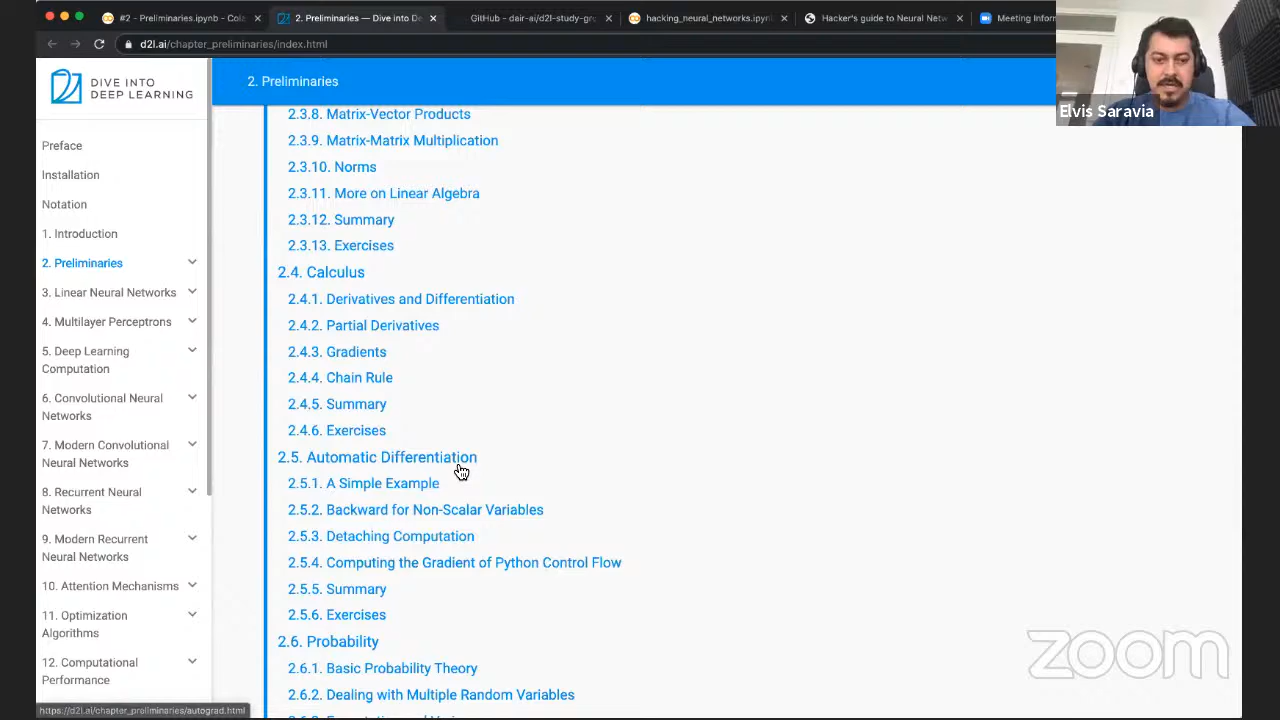 #2 - Preliminaries.ipynb - Cola
2. Preliminaries — Dive into De
GitHub - dair-ai/d2l-study-gro
hacking_neural_networks.ipynb
Hacker's guide to Neural Netw
Meeting Inform
d2l.ai/chapter_preliminaries/index.html
Elvis Saravia
DIVE INTO
DEEP LEARNING
Preface
Installation
Notation
1. Introduction
2. Preliminaries
3. Linear Neural Networks
4. Multilayer Perceptrons
5. Deep Learning
Computation
6. Convolutional Neural
Networks
7. Modern Convolutional
Neural Networks
8. Recurrent Neural
Networks
9. Modern Recurrent
Neural Networks
10. Attention Mechanisms
11. Optimization
Algorithms
12. Computational
Performance
https://d2l.ai/chapter_preliminaries/autograd.html
2. Preliminaries
2.3.8. Matrix-Vector Products
2.3.9. Matrix-Matrix Multiplication
2.3.10. Norms
2.3.11. More on Linear Algebra
2.3.12. Summary
2.3.13. Exercises
2.4. Calculus
2.4.1. Derivatives and Differentiation
2.4.2. Partial Derivatives
2.4.3. Gradients
2.4.4. Chain Rule
2.4.5. Summary
2.4.6. Exercises
2.5. Automatic Differentiation
2.5.1. A Simple Example
2.5.2. Backward for Non-Scalar Variables
2.5.3. Detaching Computation
2.5.4. Computing the Gradient of Python Control Flow
2.5.5. Summary
2.5.6. Exercises
2.6. Probability
2.6.1. Basic Probability Theory
2.6.2. Dealing with Multiple Random Variables
zoom